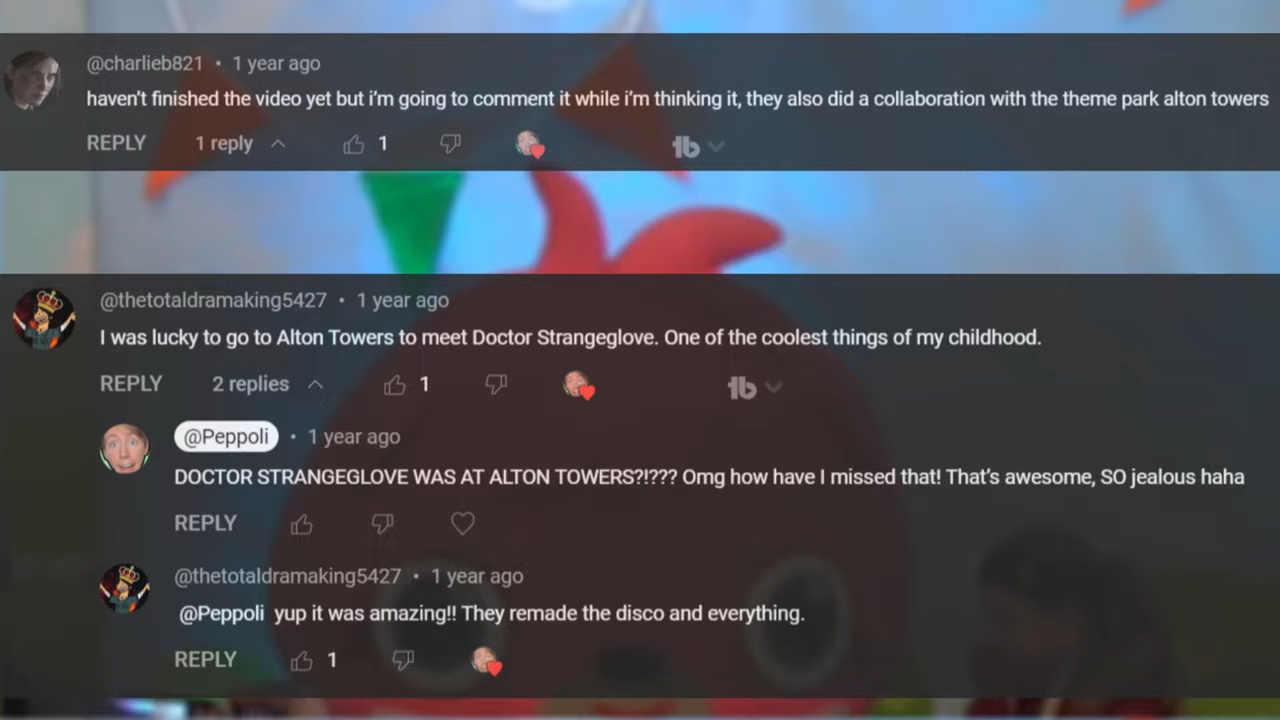 @charlieb821 • 1 year ago
haven't finished the video yet but i'm going to comment it while i'm thinking it, they also did a collaboration with the theme park alton towers
REPLY 1 reply 1 tb
@thetotaldramaking5427 • 1 year ago
I was lucky to go to Alton Towers to meet Doctor Strangeglove. One of the coolest things of my childhood.
REPLY 2 replies 1 tb
@Peppoli • 1 year ago
DOCTOR STRANGEGLOVE WAS AT ALTON TOWERS?!??? Omg how have I missed that! That's awesome, SO jealous haha
REPLY
@thetotaldramaking5427 • 1 year ago
@Peppoli yup it was amazing!! They remade the disco and everything.
REPLY 1